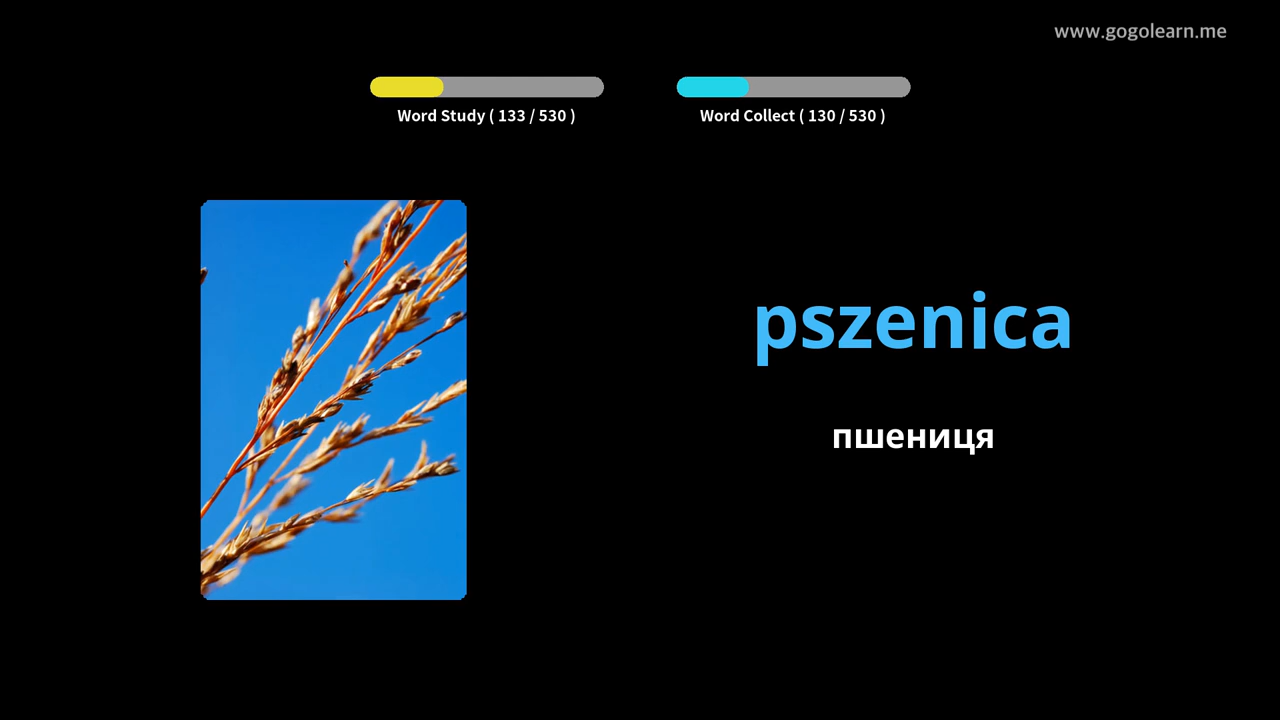 www.gogolearn.me
Word Study ( 133 / 530 )
Word Collect ( 130 / 530 )
pszenica
пшениця